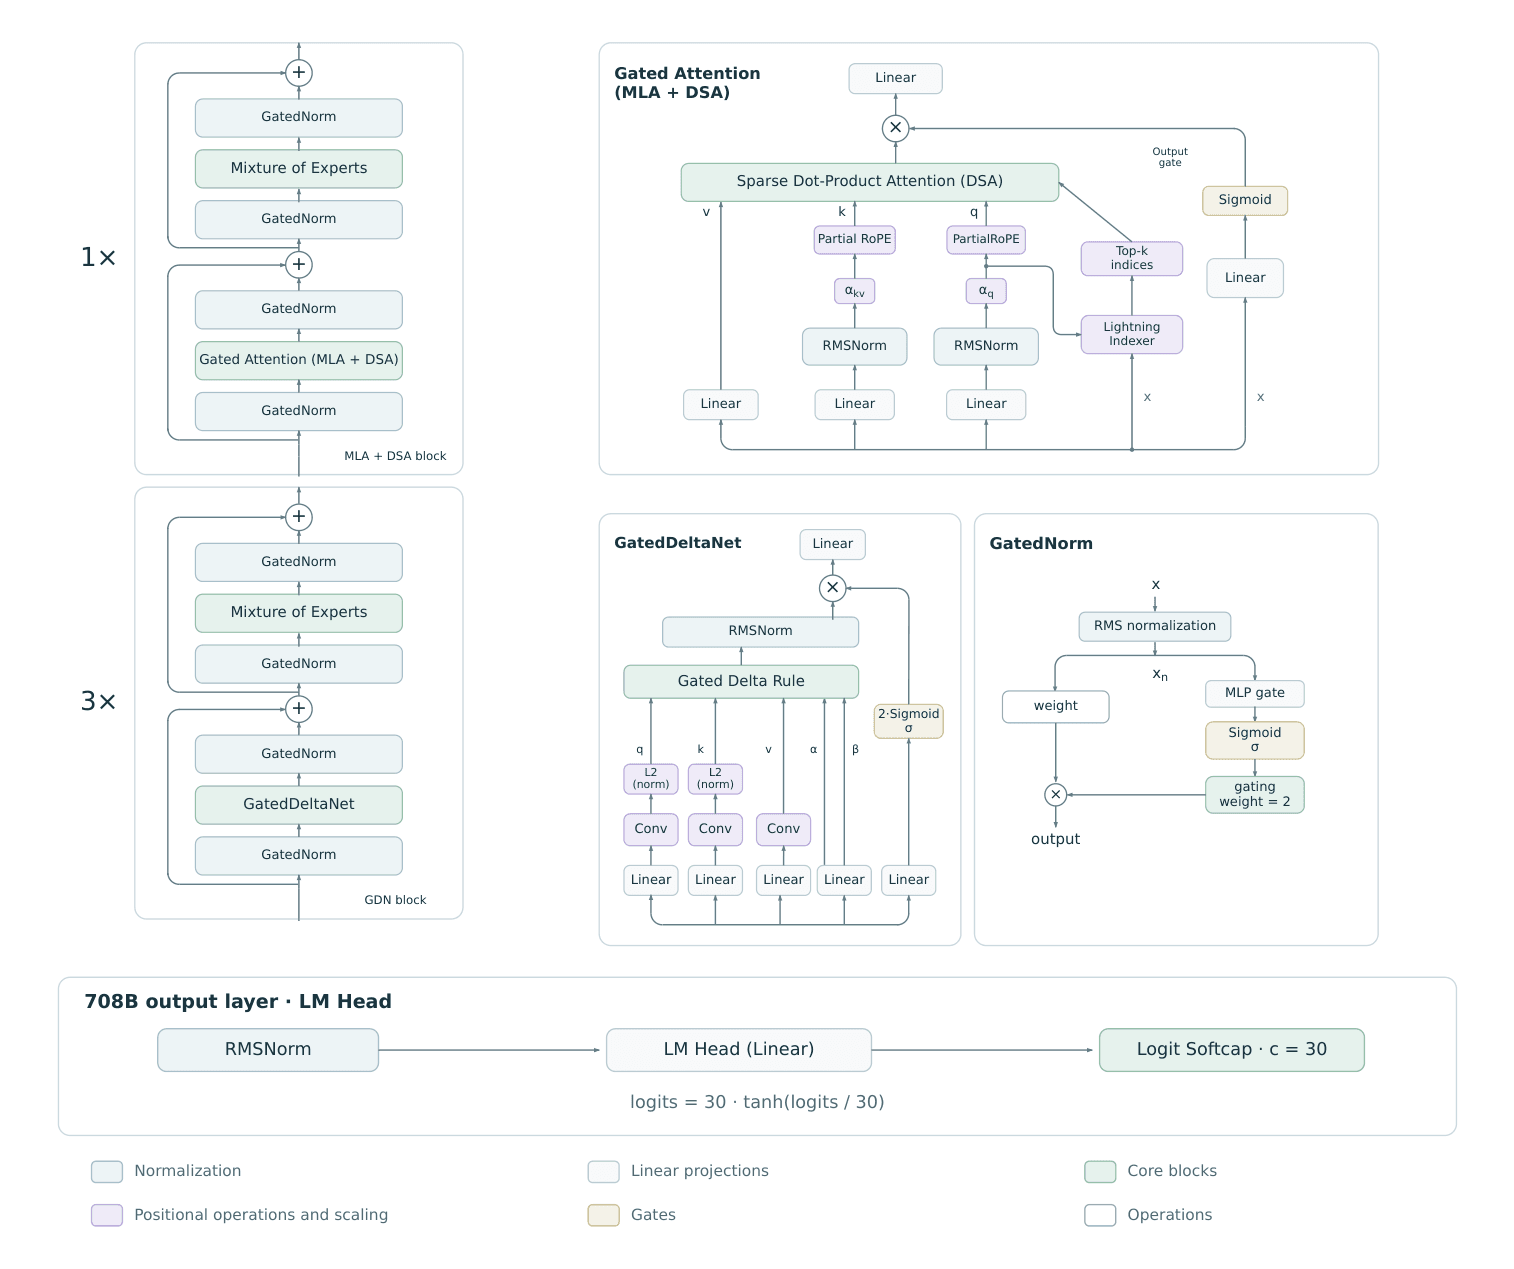 +
GatedNorm
Mixture of Experts
GatedNorm
1×
+
GatedNorm
Gated Attention (MLA + DSA)
GatedNorm
MLA + DSA block
+
GatedNorm
Mixture of Experts
GatedNorm
3×
+
GatedNorm
GatedDeltaNet
GatedNorm
GDN block
Gated Attention
(MLA + DSA)
Linear
×
Output
gate
Sparse Dot-Product Attention (DSA)
Sigmoid
v
k
q
Partial RoPE
PartialRoPE
Top-k
indices
Linear
αkv
αq
Lightning
Indexer
RMSNorm
RMSNorm
Linear
Linear
Linear
x
x
GatedDeltaNet
Linear
×
RMSNorm
Gated Delta Rule
2·Sigmoid
σ
q
k
v
α
β
L2
(norm)
L2
(norm)
Conv
Conv
Conv
Linear
Linear
Linear
Linear
Linear
GatedNorm
x
RMS normalization
xn
weight
MLP gate
Sigmoid
σ
gating
weight = 2
×
output
708B output layer · LM Head
RMSNorm
LM Head (Linear)
Logit Softcap · c = 30
logits = 30 · tanh(logits / 30)
Normalization
Linear projections
Core blocks
Positional operations and scaling
Gates
Operations